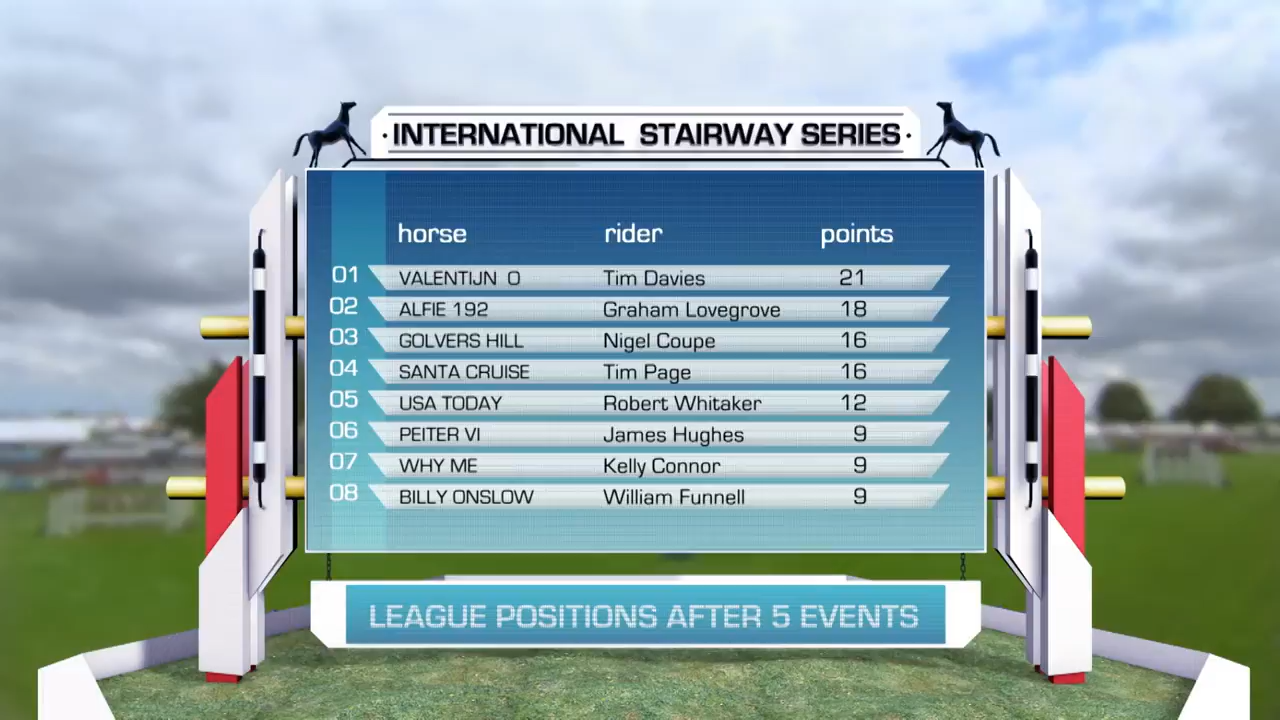 · INTERNATIONAL STAIRWAY SERIES ·
horse rider points
01 VALENTIJN O Tim Davies 21
02 ALFIE 192 Graham Lovegrove 18
03 GOLVERS HILL Nigel Coupe 16
04 SANTA CRUISE Tim Page 16
05 USA TODAY Robert Whitaker 12
06 PEITER VI James Hughes 9
07 WHY ME Kelly Connor 9
08 BILLY ONSLOW William Funnell 9
LEAGUE POSITIONS AFTER 5 EVENTS